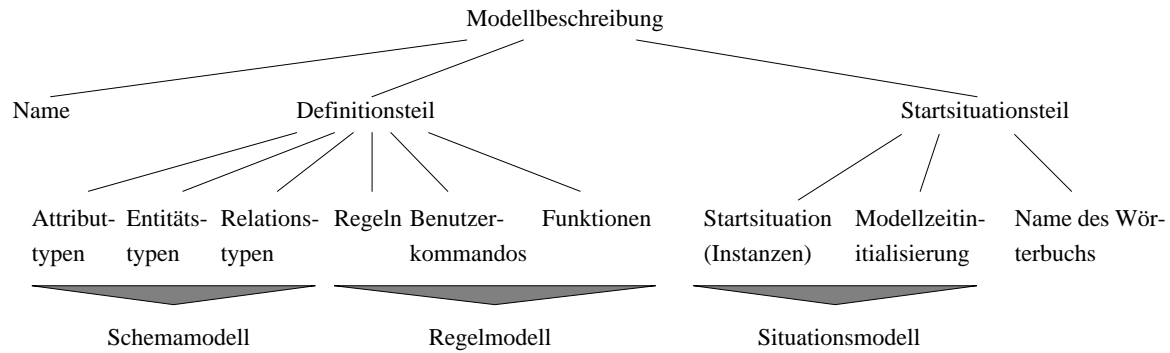 Modellbeschreibung
Name Definitionsteil Startsituationsteil
Attribut- Entitäts- Relations- Regeln Benutzer- Funktionen Startsituation Modellzeitin- Name des Wör-
typen typen typen kommandos (Instanzen) itialisierung terbuchs
Schemamodell Regelmodell Situationsmodell